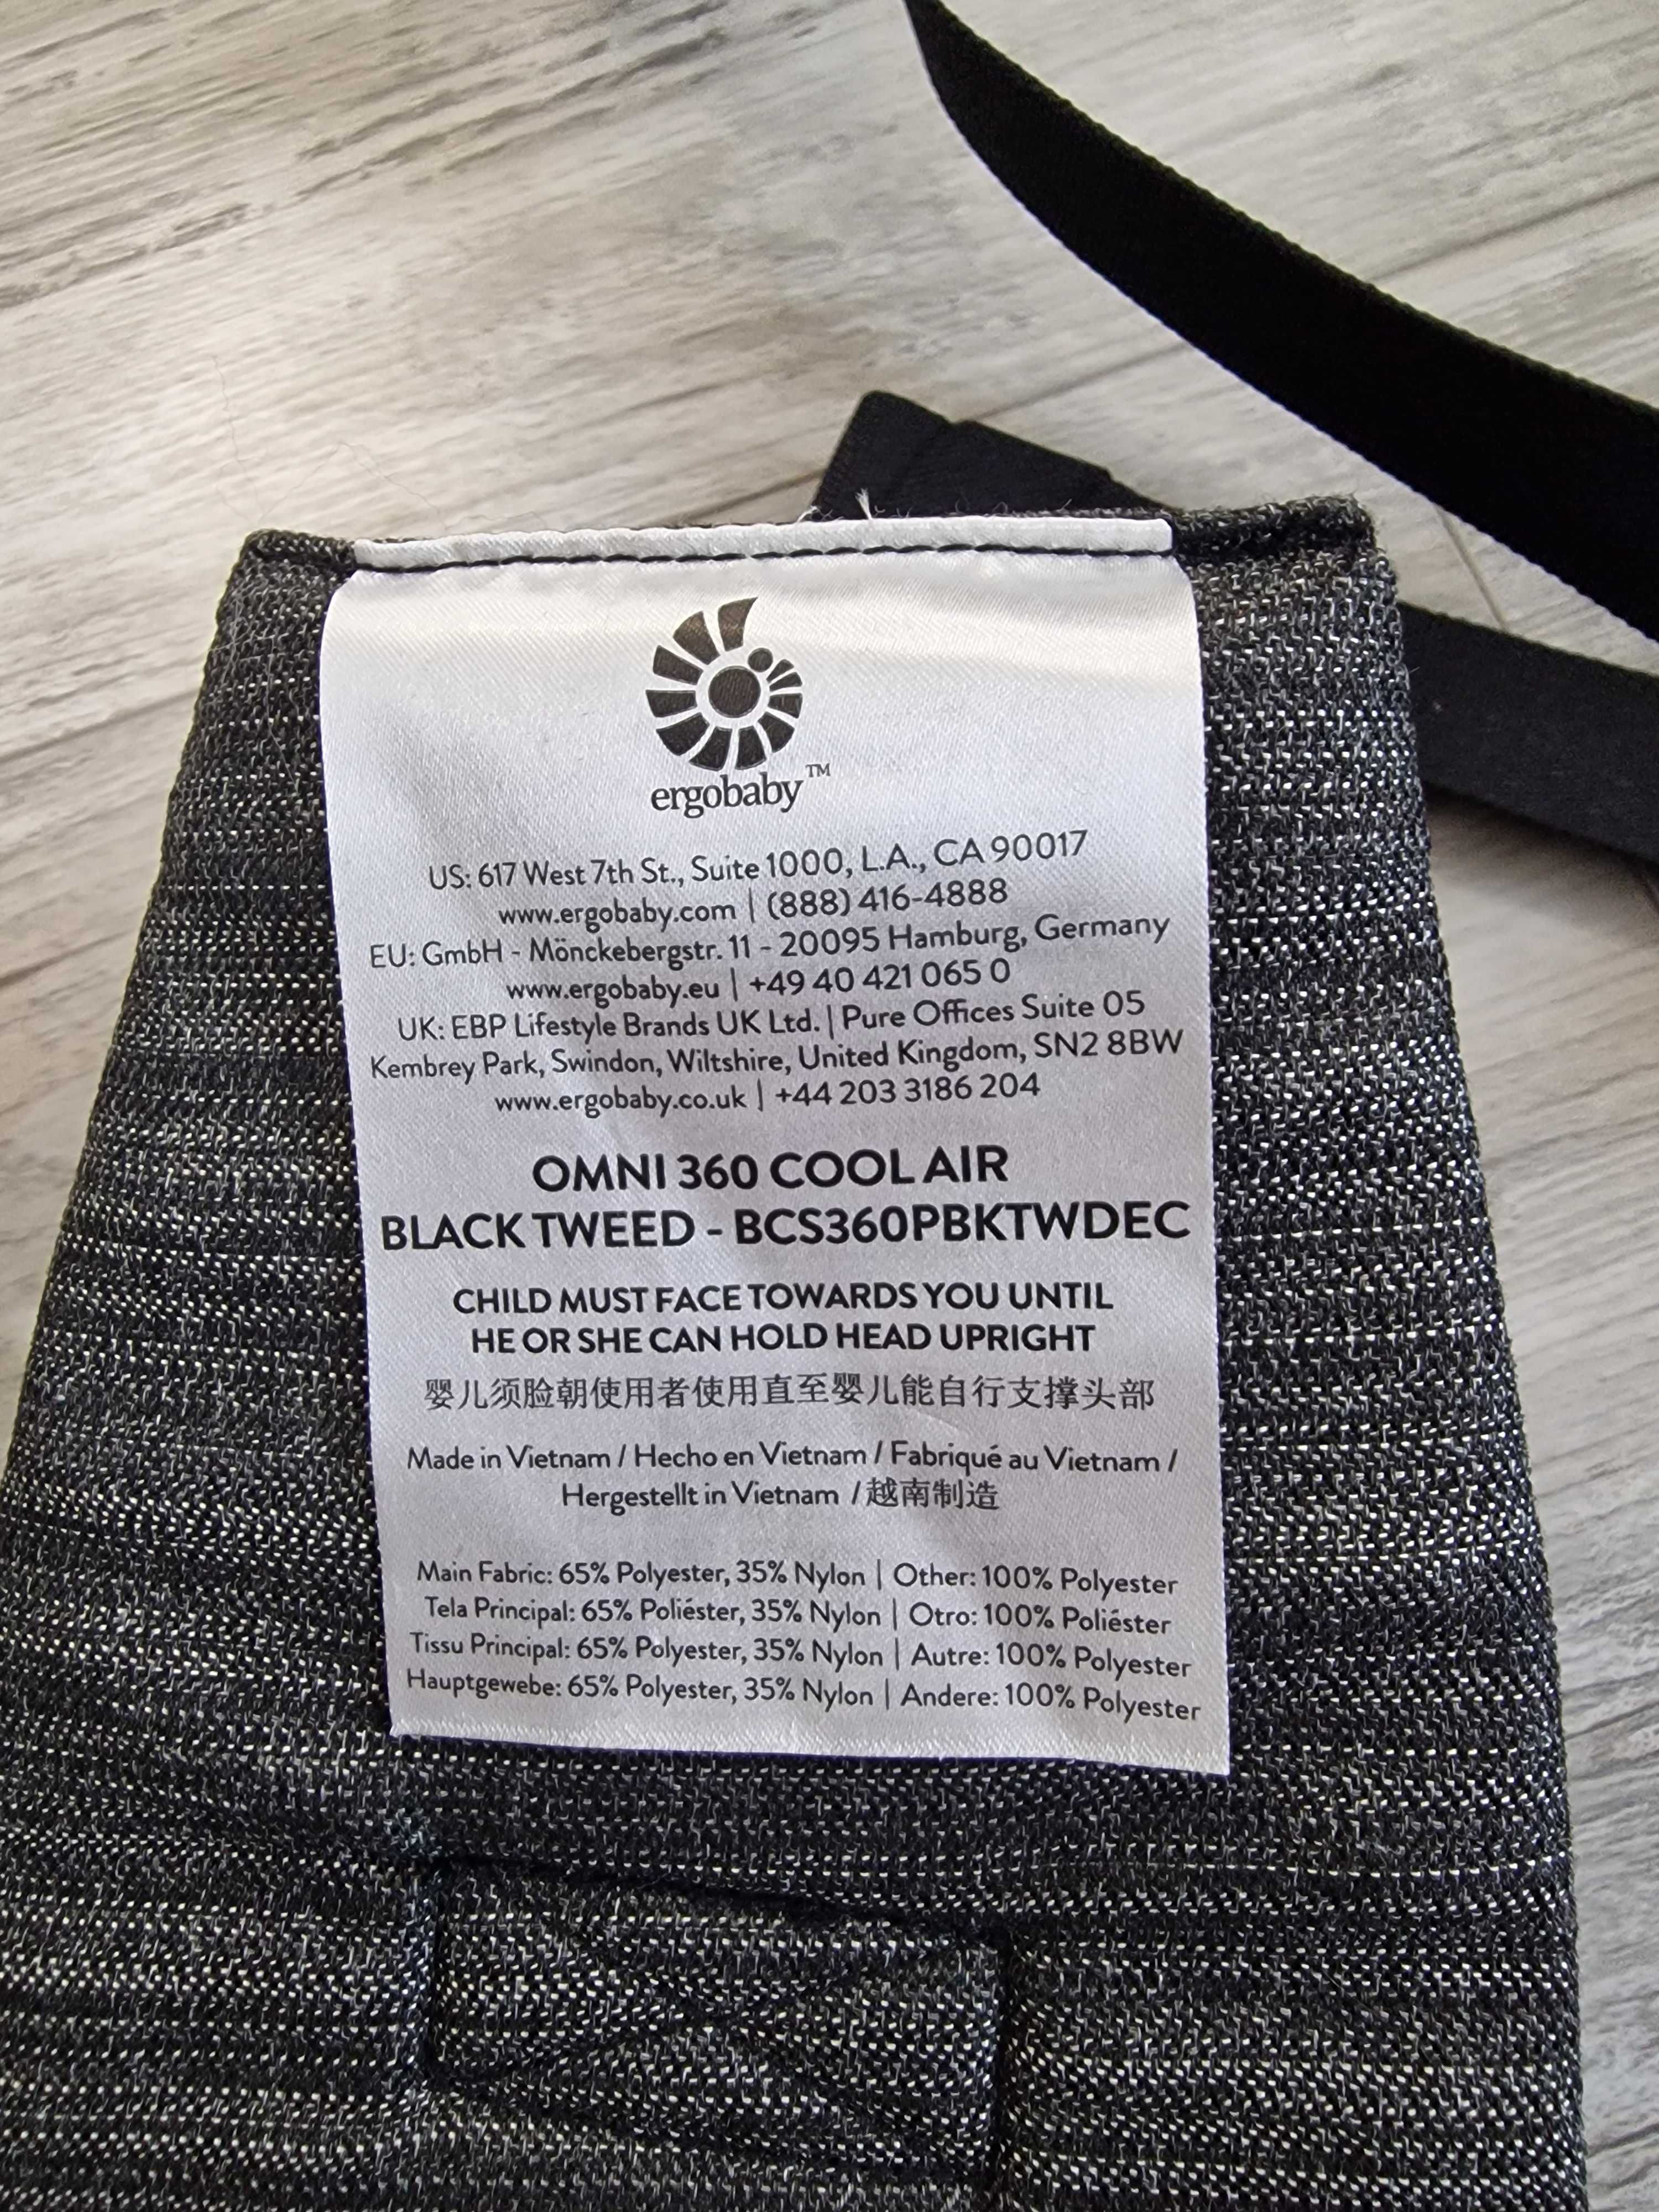 ergobaby™
US: 617 West 7th St., Suite 1000, L.A., CA 90017
www.ergobaby.com | (888) 416-4888
EU: GmbH - Mönckebergstr. 11 - 20095 Hamburg, Germany
www.ergobaby.eu | +49 40 421 065 0
UK: EBP Lifestyle Brands UK Ltd. | Pure Offices Suite 05
Kembrey Park, Swindon, Wiltshire, United Kingdom, SN2 8BW
www.ergobaby.co.uk | +44 203 3186 204
OMNI 360 COOL AIR
BLACK TWEED - BCS360PBKTWDEC
CHILD MUST FACE TOWARDS YOU UNTIL
HE OR SHE CAN HOLD HEAD UPRIGHT
婴儿须脸朝使用者使用直至婴儿能自行支撑头部
Made in Vietnam / Hecho en Vietnam / Fabriqué au Vietnam /
Hergestellt in Vietnam / 越南制造
Main Fabric: 65% Polyester, 35% Nylon | Other: 100% Polyester
Tela Principal: 65% Poliéster, 35% Nylon | Otro: 100% Poliéster
Tissu Principal: 65% Polyester, 35% Nylon | Autre: 100% Polyester
Hauptgewebe: 65% Polyester, 35% Nylon | Andere: 100% Polyester